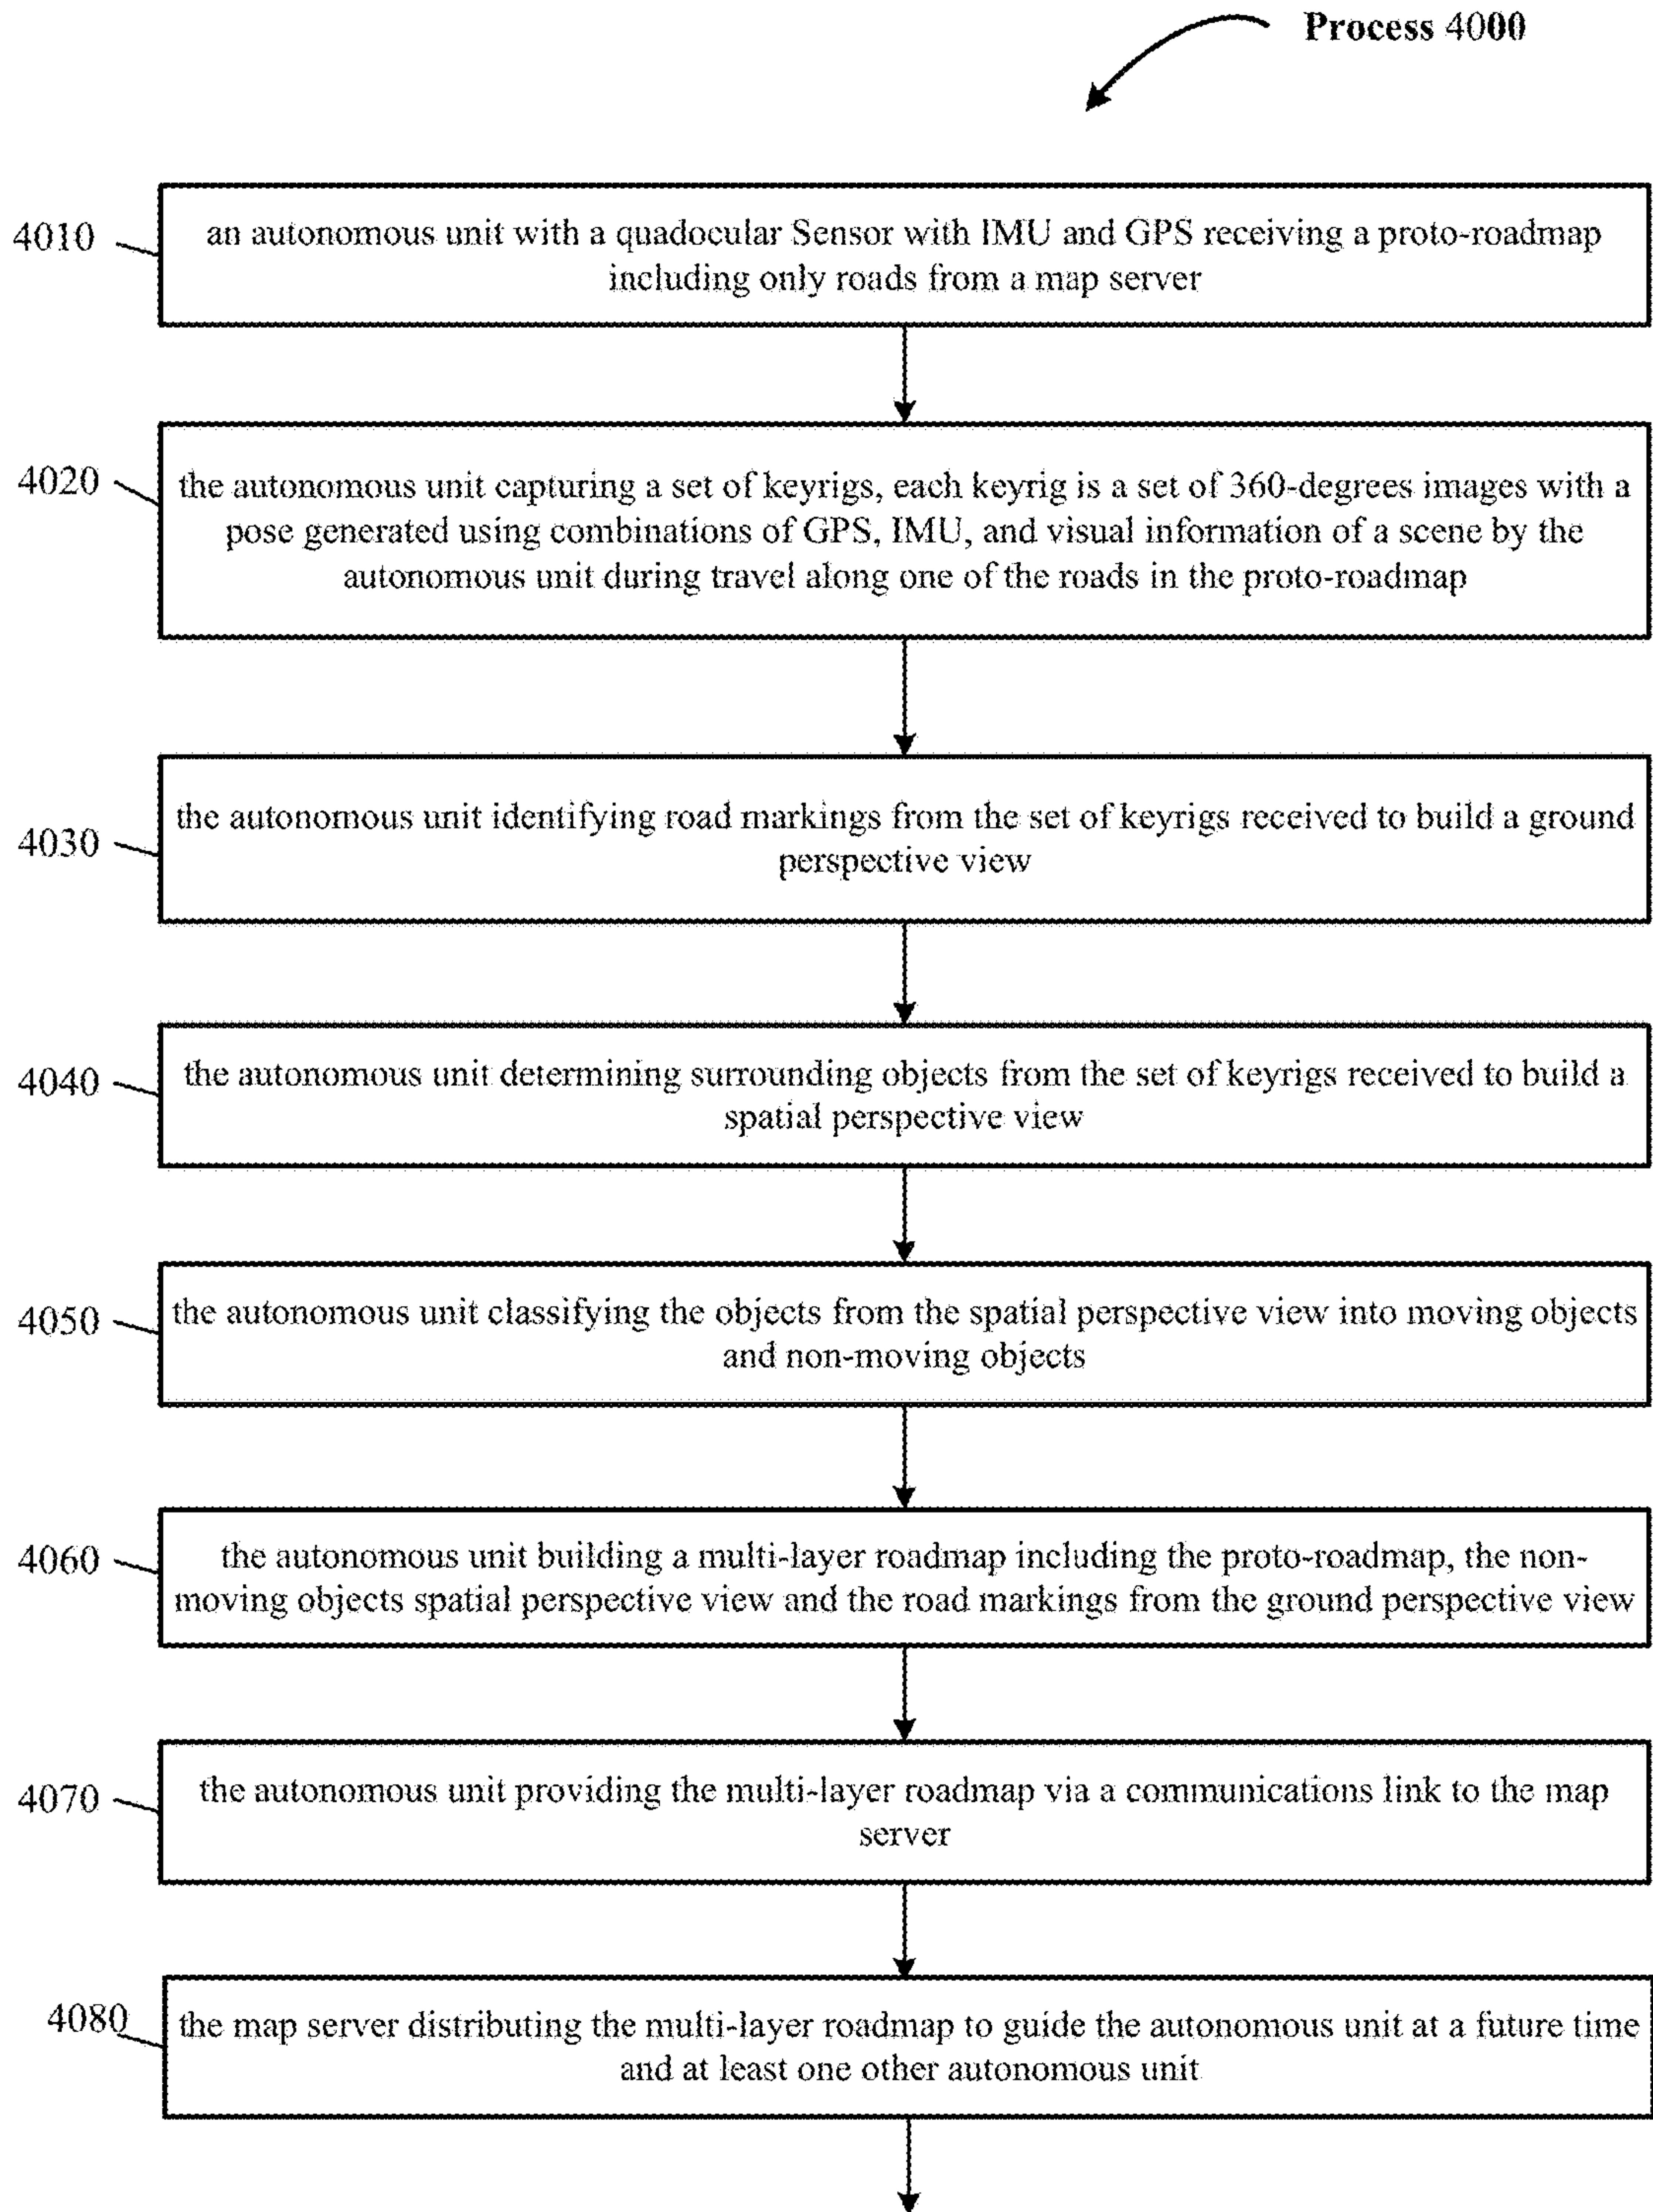 Process 4000
4010
an autonomous unit with a quadocular Sensor with IMU and GPS receiving a proto-roadmap
including only roads from a map server
4020
the autonomous unit capturing a set of keyrigs, each keyrig is a set of 360-degrees images with a
pose generated using combinations of GPS, IMU, and visual information of a scene by the
autonomous unit during travel along one of the roads in the proto-roadmap
4030
the autonomous unit identifying road markings from the set of keyrigs received to build a ground
perspective view
4040
the autonomous unit determining surrounding objects from the set of keyrigs received to build a
spatial perspective view
4050
the autonomous unit classifying the objects from the spatial perspective view into moving objects
and non-moving objects
4060
the autonomous unit building a multi-layer roadmap including the proto-roadmap, the non-
moving objects spatial perspective view and the road markings from the ground perspective view
4070
the autonomous unit providing the multi-layer roadmap via a communications link to the map
server
4080
the map server distributing the multi-layer roadmap to guide the autonomous unit at a future time
and at least one other autonomous unit